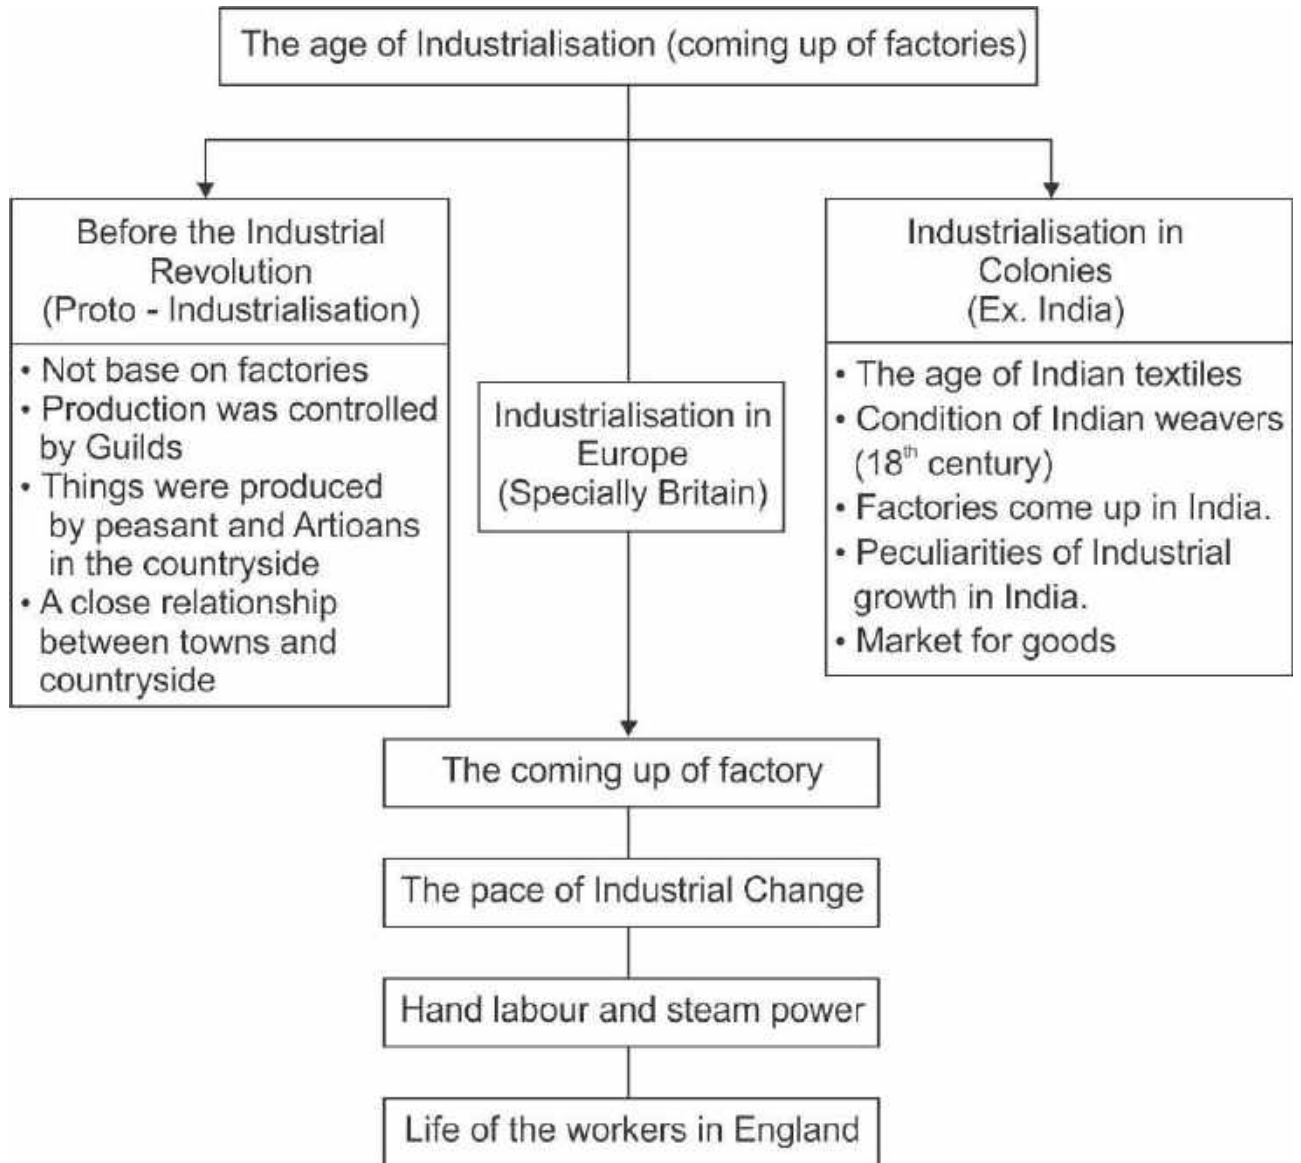 The age of Industrialisation (coming up of factories)
Before the Industrial
Revolution
(Proto - Industrialisation)
• Not base on factories
• Production was controlled
by Guilds
• Things were produced
by peasant and Artioans
in the countryside
• A close relationship
between towns and
countryside
Industrialisation in
Europe
(Specially Britain)
Industrialisation in
Colonies
(Ex. India)
• The age of Indian textiles
• Condition of Indian weavers
(18th century)
• Factories come up in India.
• Peculiarities of Industrial
growth in India.
• Market for goods
The coming up of factory
The pace of Industrial Change
Hand labour and steam power
Life of the workers in England